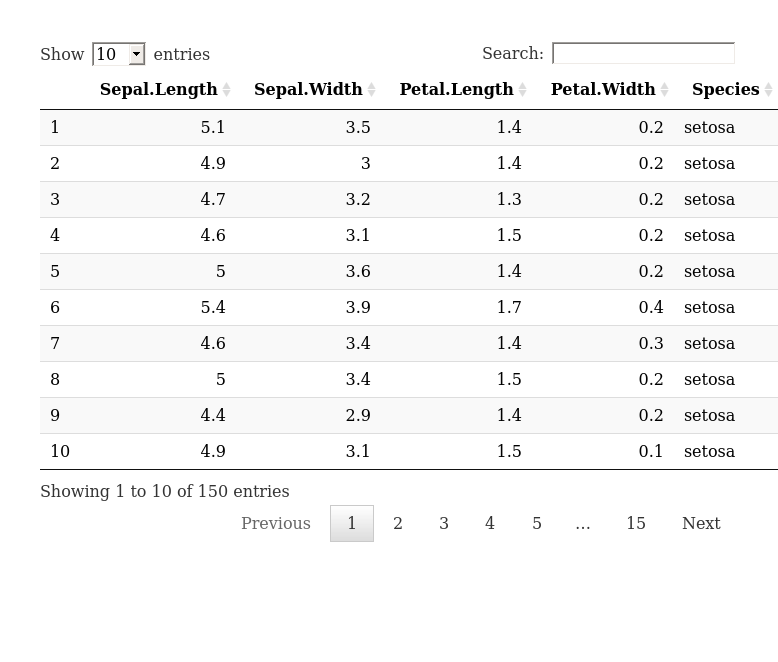 Show 10 entries Search:
Sepal.Length Sepal.Width Petal.Length Petal.Width Species
1 5.1 3.5 1.4 0.2 setosa
2 4.9 3 1.4 0.2 setosa
3 4.7 3.2 1.3 0.2 setosa
4 4.6 3.1 1.5 0.2 setosa
5 5 3.6 1.4 0.2 setosa
6 5.4 3.9 1.7 0.4 setosa
7 4.6 3.4 1.4 0.3 setosa
8 5 3.4 1.5 0.2 setosa
9 4.4 2.9 1.4 0.2 setosa
10 4.9 3.1 1.5 0.1 setosa
Showing 1 to 10 of 150 entries
Previous 1 2 3 4 5 … 15 Next